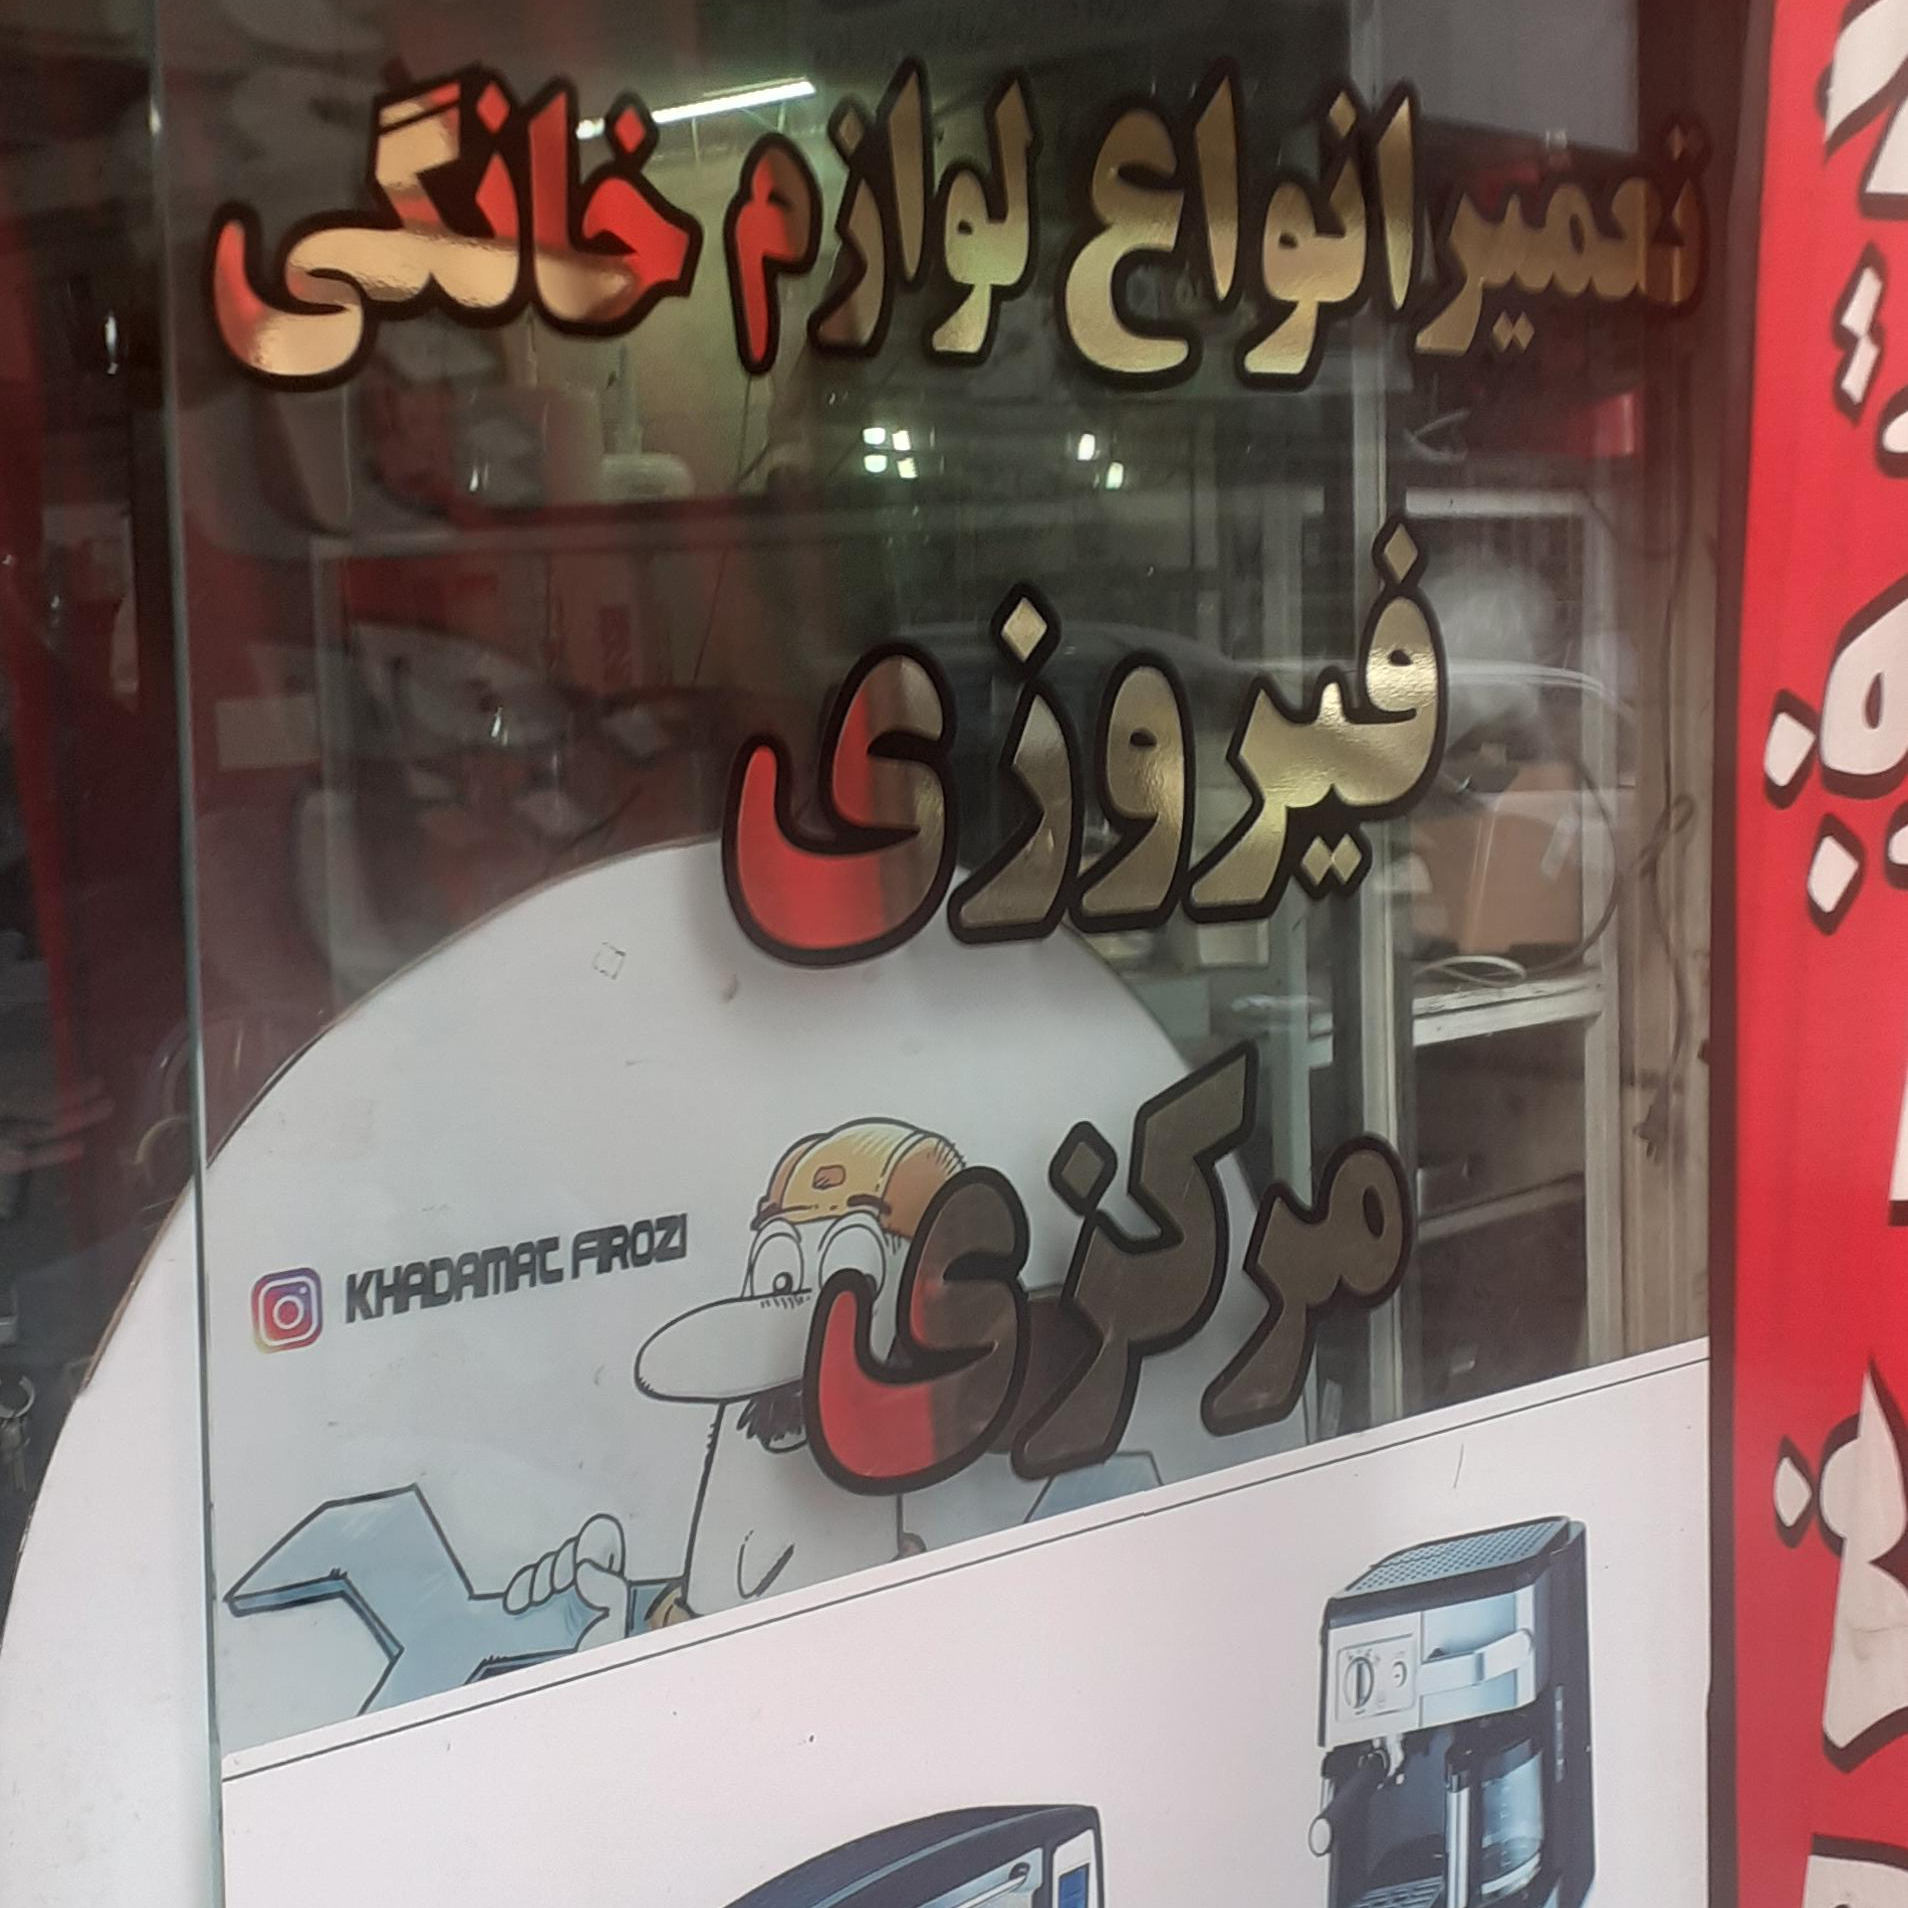 تعمیر انواع لوازم خانگی
فیروزی
مرکزی
KHADAMAT FIROZI